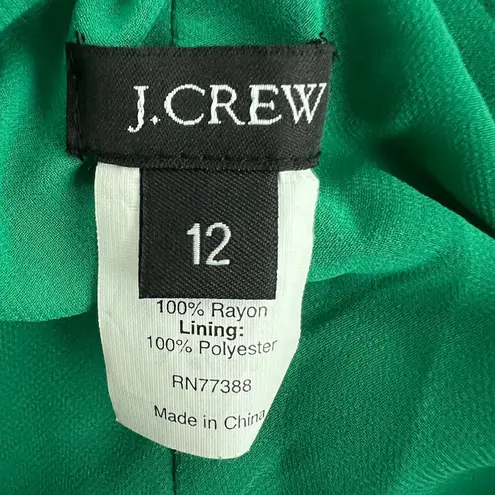 J.CREW
12
100% Rayon
Lining:
100% Polyester
RN77388
Made in China